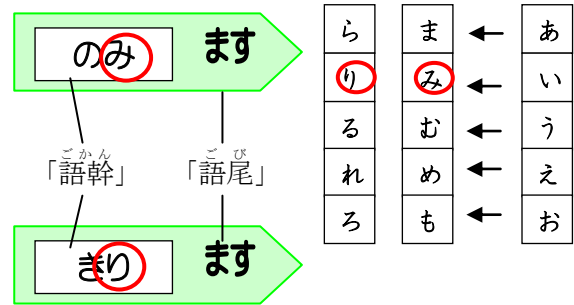 のみ ます
ごかん ごび
「語幹」 「語尾」
きり ます
ら ま あ
り み い
る む う
れ め え
ろ も お